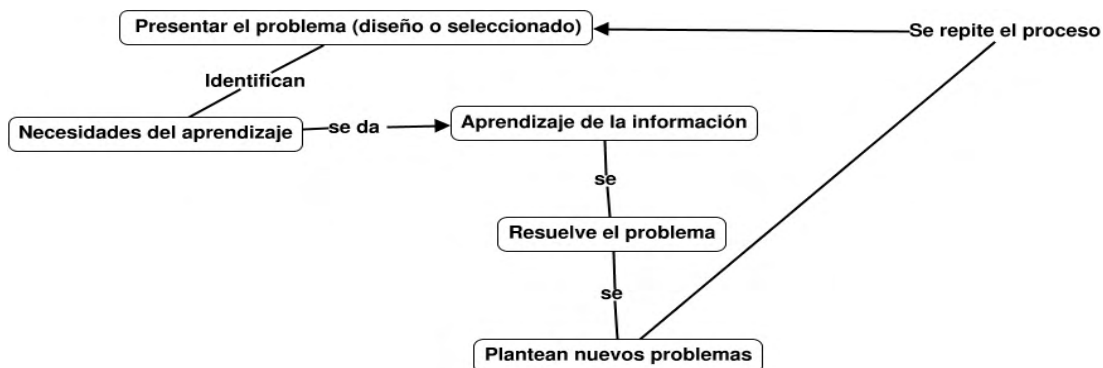 Presentar el problema (diseño o seleccionado)
Se repite el proceso
Identifican
Necesidades del aprendizaje
se da
Aprendizaje de la información
se
Resuelve el problema
se
Plantean nuevos problemas